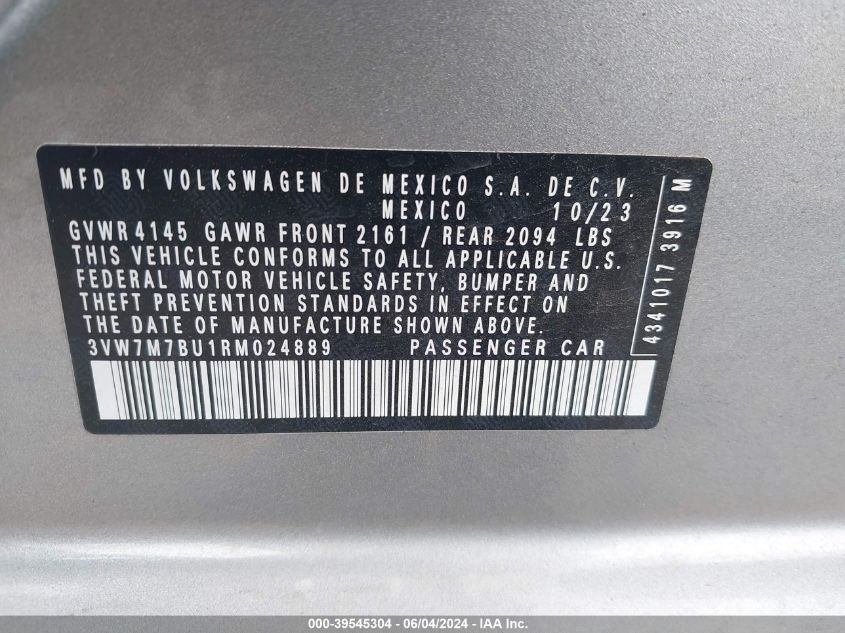 MFD BY VOLKSWAGEN DE MEXICO S.A. DE C.V.
MEXICO 10/23
GVWR 4145 GAWR FRONT 2161 / REAR 2094 LBS
THIS VEHICLE CONFORMS TO ALL APPLICABLE U.S.
FEDERAL MOTOR VEHICLE SAFETY, BUMPER AND
THEFT PREVENTION STANDARDS IN EFFECT ON
THE DATE OF MANUFACTURE SHOWN ABOVE.
3VW7M7BU1RM024889 PASSENGER CAR
4341017 3916 M
000-39545304 - 06/04/2024 - IAA Inc.